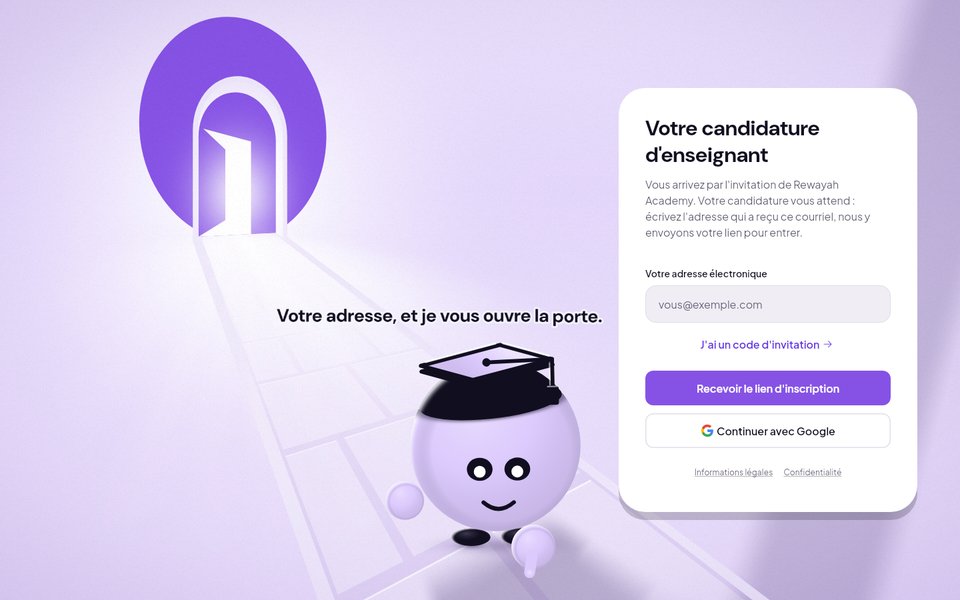 Votre candidature
d'enseignant
Vous arrivez par l'invitation de Rewayah
Academy. Votre candidature vous attend :
écrivez l'adresse qui a reçu ce courriel, nous y
envoyons votre lien pour entrer.
Votre adresse électronique
vous@exemple.com
J'ai un code d'invitation →
Recevoir le lien d'inscription
Continuer avec Google
Informations légales Confidentialité
Votre adresse, et je vous ouvre la porte.